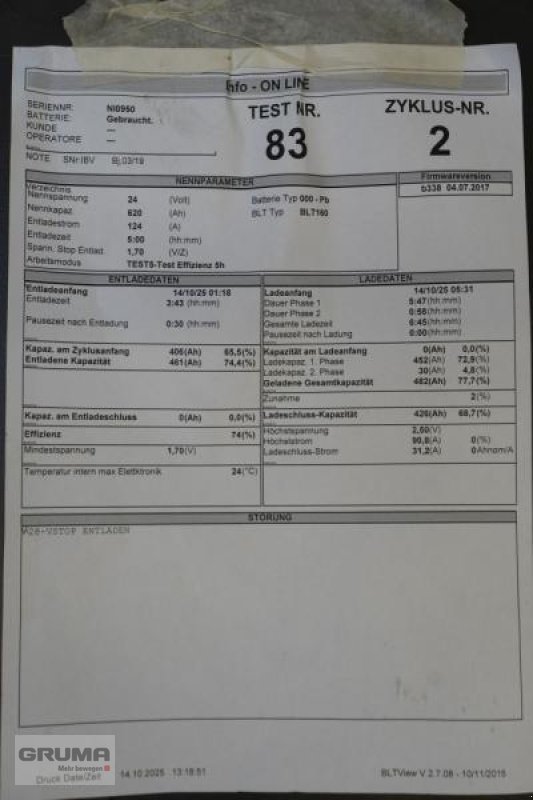 Info - ON LINE
SERIENNR: NI0950
BATTERIE: Gebraucht.
KUNDE ---
OPERATORE ---
NOTE SNr.IBV Bj.03/19
TEST NR.
83
ZYKLUS-NR.
2
NENNPARAMETER
Firmwareversion
b338 04.07.2017
Verzeichnis
Nennspannung 24 (Volt) Batterie Typ 000 - Pb
Nennkapaz. 620 (Ah) BLT Typ BLT160
Entladestrom 124 (A)
Entladezeit 5:00 (hh:mm)
Spann. Stop Entlad. 1,70 (V/Z)
Arbeitsmodus TEST5-Test Effizienz 5h
ENTLADEDATEN
Entladeanfang 14/10/25 01:18
Entladezeit 3:43 (hh:mm)
Pausezeit nach Entladung 0:30 (hh:mm)
Kapaz. am Zyklusanfang 406(Ah) 65,5(%)
Entladene Kapazität 461(Ah) 74,4(%)
Kapaz. am Entladeschluss 0(Ah) 0,0(%)
Effizienz 74(%)
Mindestspannung 1,70(V)
Temperatur intern max Elettktronik 24(°C)
LADEDATEN
Ladeanfang 14/10/25 05:31
Dauer Phase 1 5:47(hh:mm)
Dauer Phase 2 0:58(hh:mm)
Gesamte Ladezeit 6:45(hh:mm)
Pausezeit nach Ladung 0:00(hh:mm)
Kapazität am Ladeanfang 0(Ah) 0,0(%)
Ladekapaz. 1. Phase 452(Ah) 72,9(%)
Ladekapaz. 2. Phase 30(Ah) 4,8(%)
Geladene Gesamtkapazität 482(Ah) 77,7(%)
Zunahme 2(%)
Ladeschluss-Kapazität 426(Ah) 68,7(%)
Höchstspannung 2,60(V)
Höchstrom 90,8(A) 0(%)
Ladeschluss-Strom 31,2(A) 0Ahnom/A
STÖRUNG
A26-VSTOP ENTLADEN
GRUMA
Mehr bewegen
Druck Date/Zeit 14.10.2025 13:18:51
BLTView V 2.7.08 - 10/11/2015